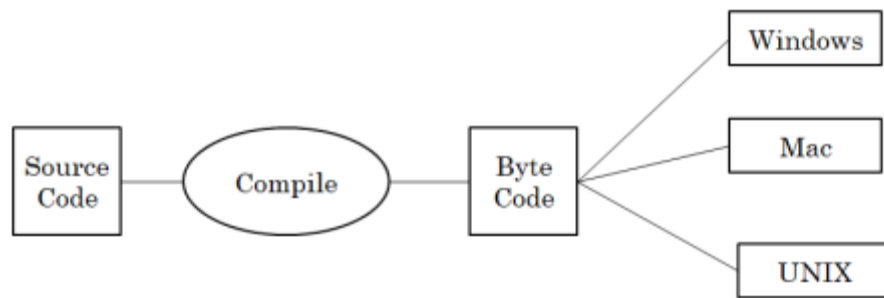 Source
Code
Compile
Byte
Code
Windows
Mac
UNIX